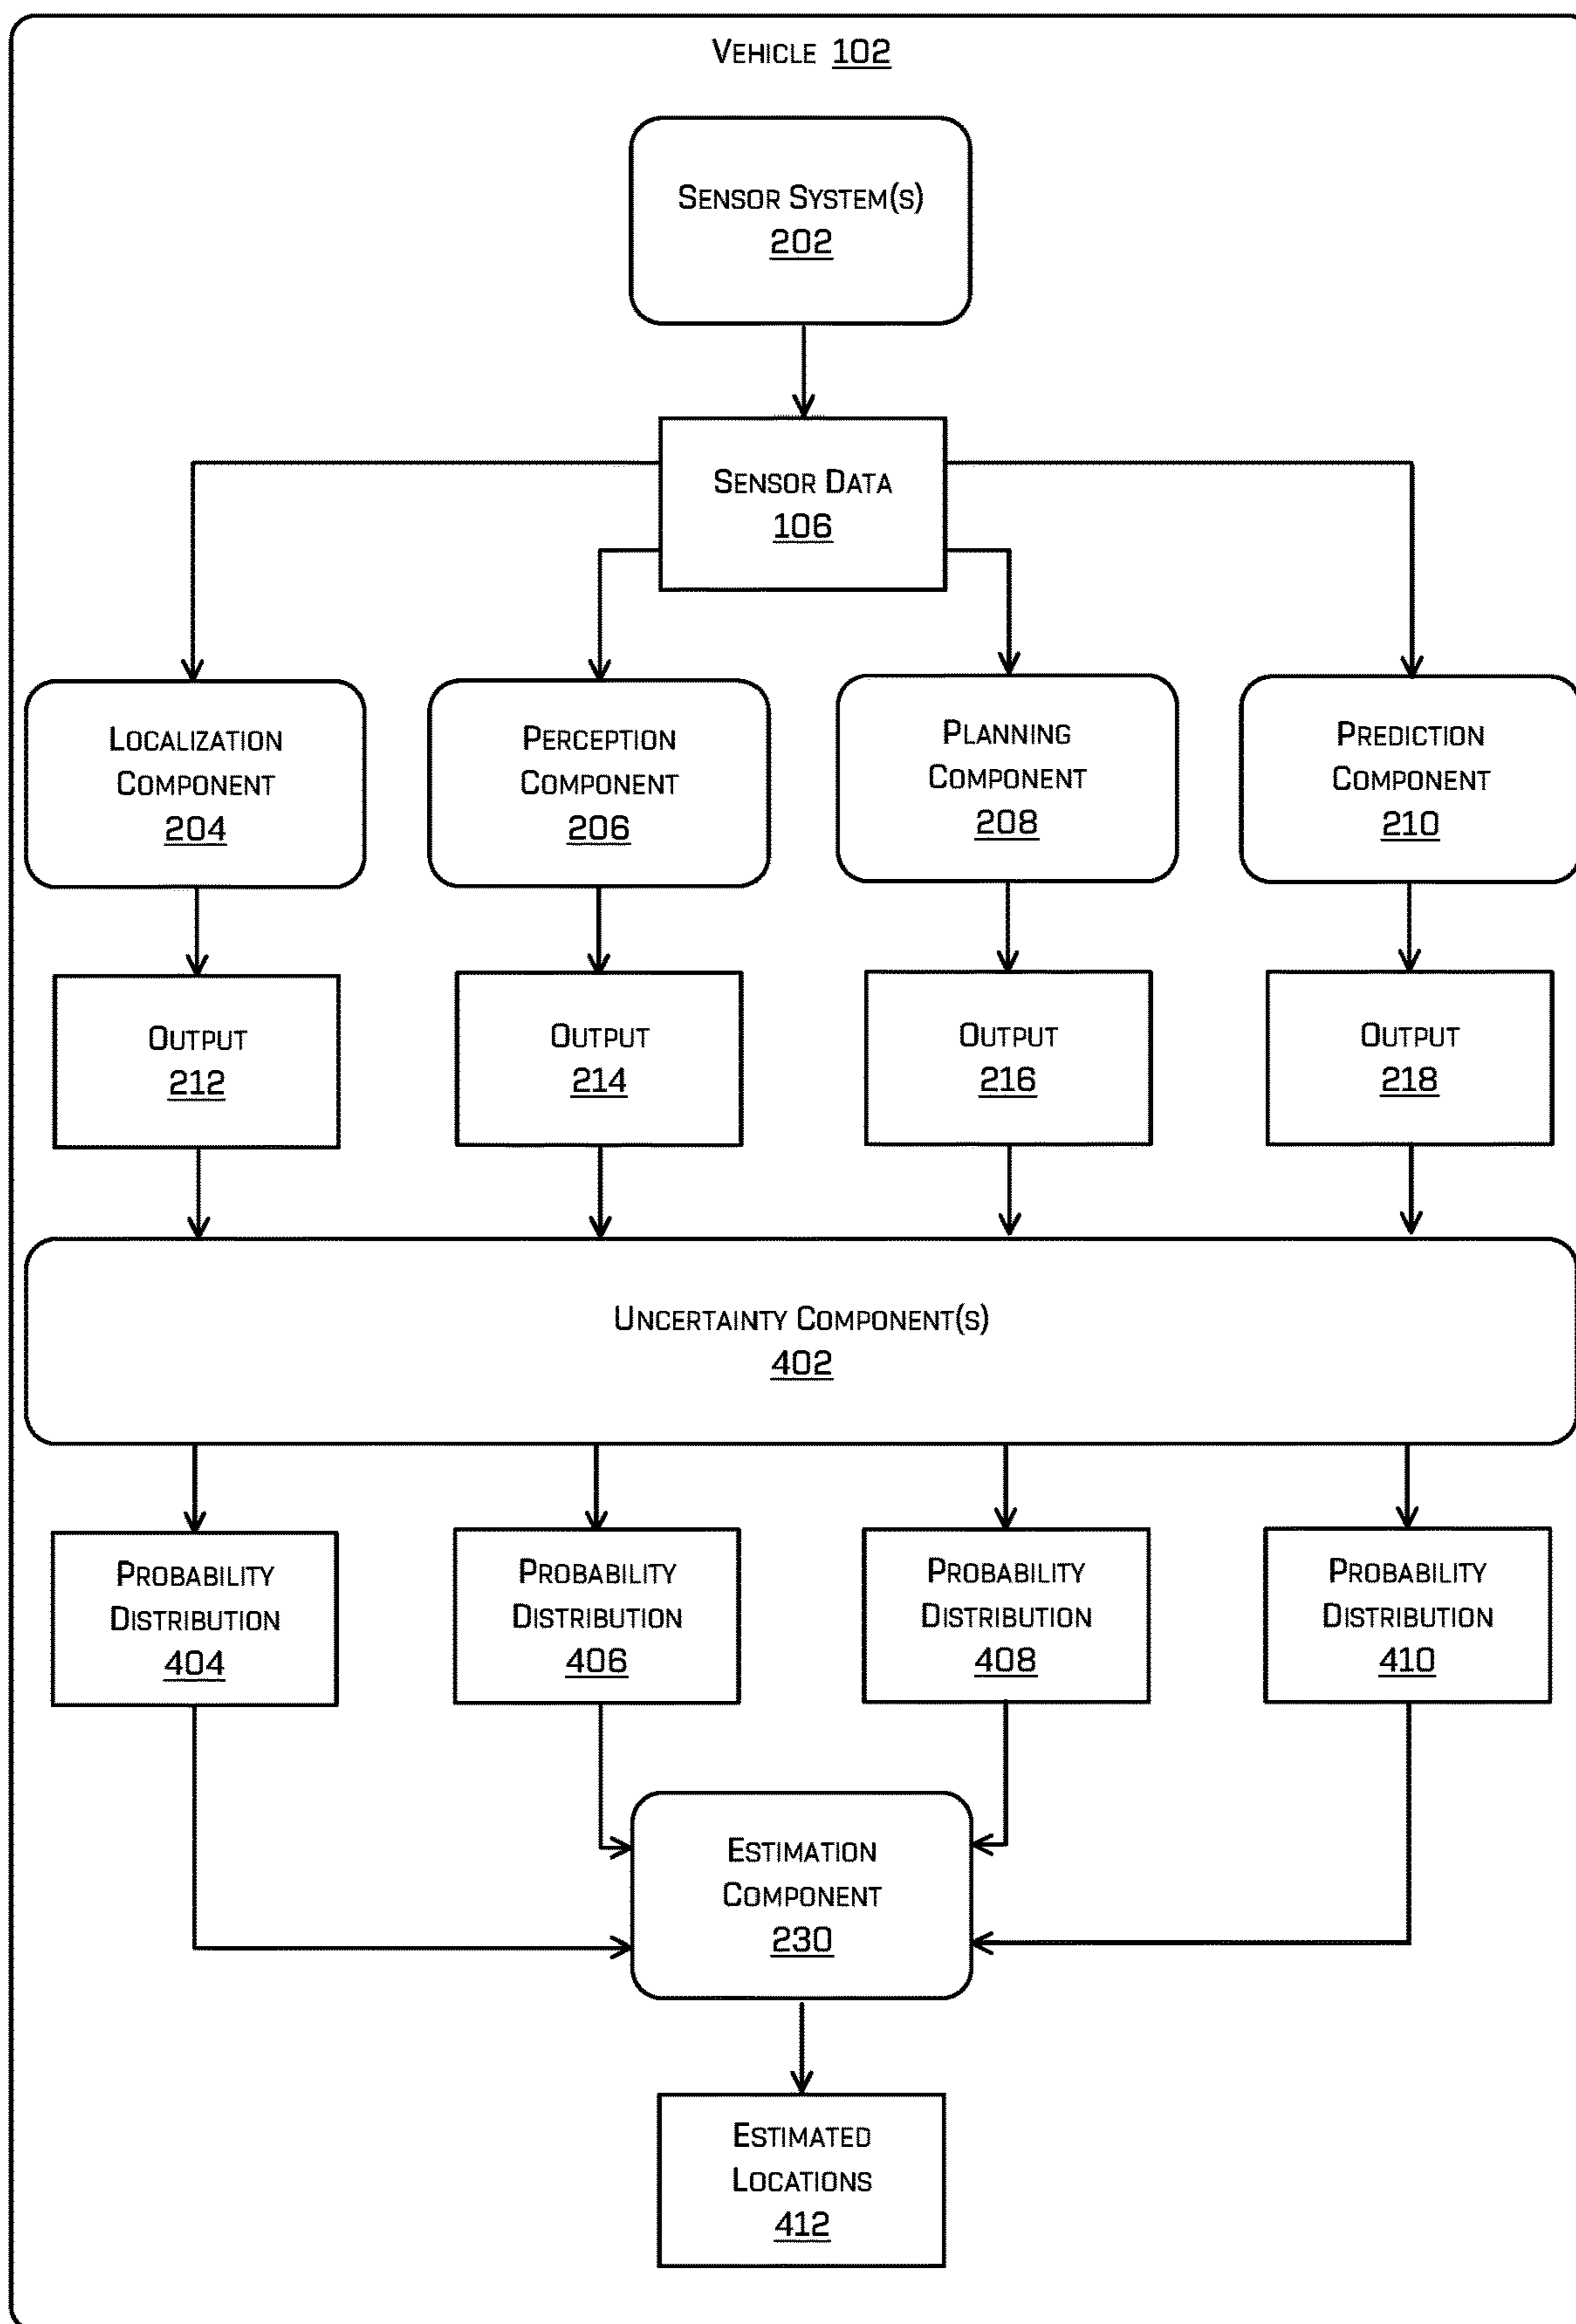 VEHICLE 102
SENSOR SYSTEM(S)
202
SENSOR DATA
106
LOCALIZATION
COMPONENT
204
PERCEPTION
COMPONENT
206
PLANNING
COMPONENT
208
PREDICTION
COMPONENT
210
OUTPUT
212
OUTPUT
214
OUTPUT
216
OUTPUT
218
UNCERTAINTY COMPONENT(S)
402
PROBABILITY
DISTRIBUTION
404
PROBABILITY
DISTRIBUTION
406
PROBABILITY
DISTRIBUTION
408
PROBABILITY
DISTRIBUTION
410
ESTIMATION
COMPONENT
230
ESTIMATED
LOCATIONS
412